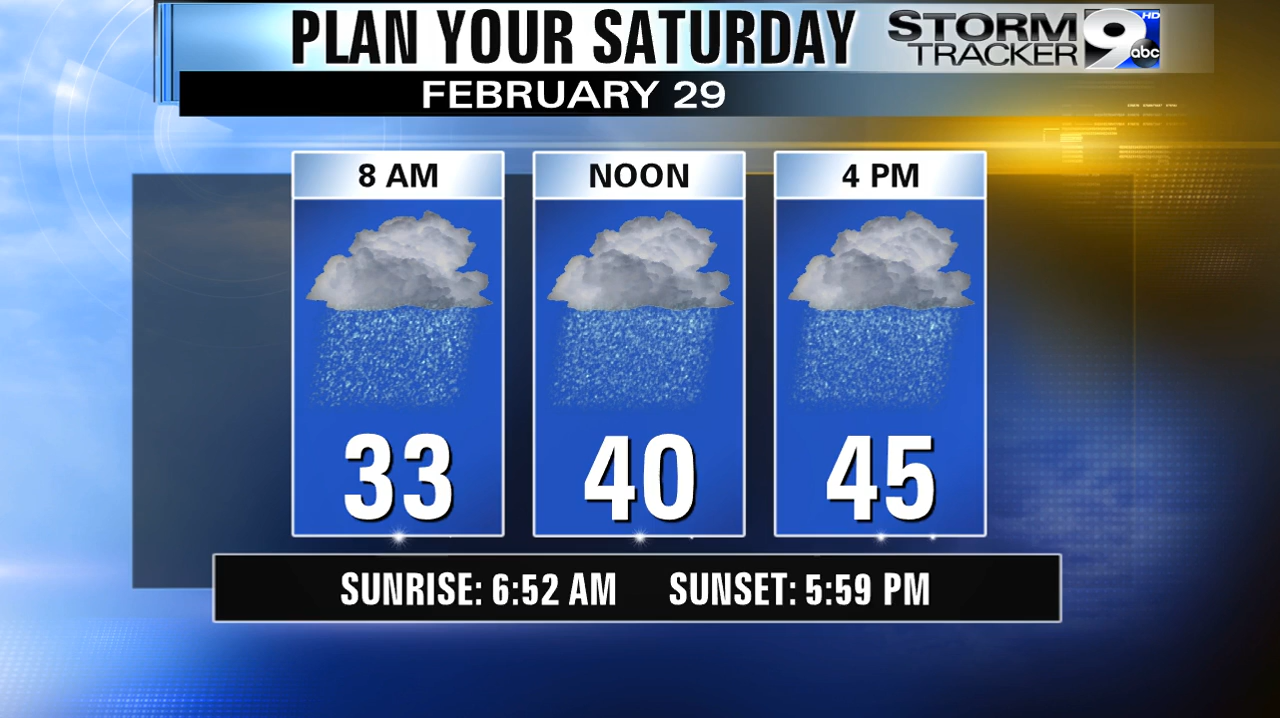 PLAN YOUR SATURDAY
STORM TRACKER 9 HD abc
FEBRUARY 29
8 AM
NOON
4 PM
33
40
45
SUNRISE: 6:52 AM SUNSET: 5:59 PM